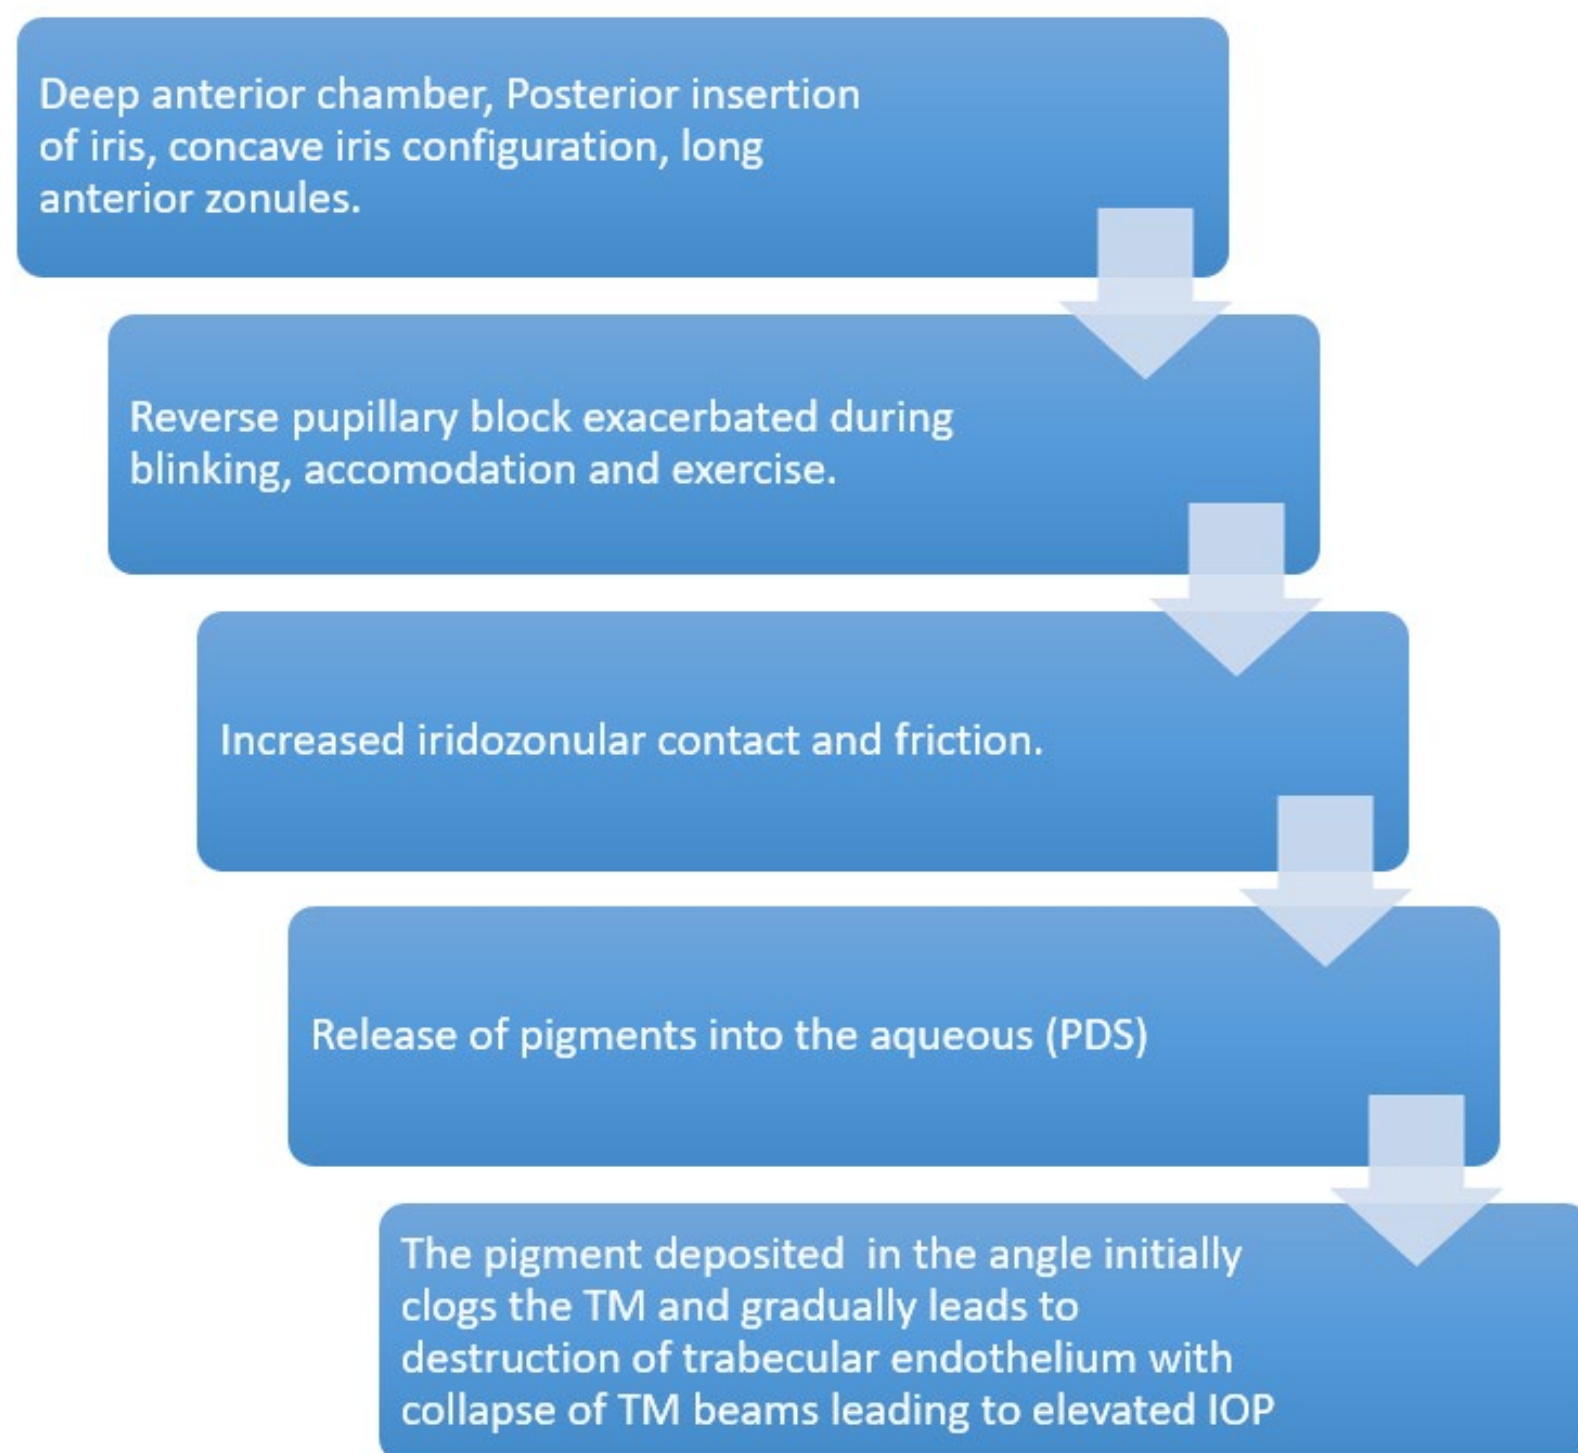 Deep anterior chamber, Posterior insertion
of iris, concave iris configuration, long
anterior zonules.
Reverse pupillary block exacerbated during
blinking, accomodation and exercise.
Increased iridozonular contact and friction.
Release of pigments into the aqueous (PDS)
The pigment deposited  in the angle initially
clogs the TM and gradually leads to
destruction of trabecular endothelium with
collapse of TM beams leading to elevated IOP